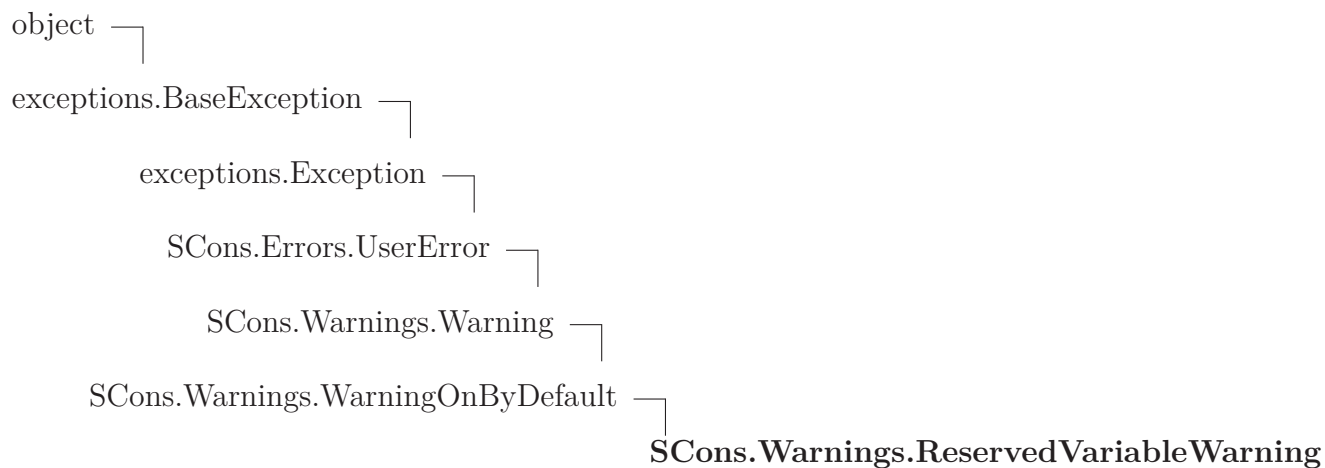 object
exceptions.BaseException
exceptions.Exception
SCons.Errors.UserError
SCons.Warnings.Warning
SCons.Warnings.WarningOnByDefault
SCons.Warnings.ReservedVariableWarning